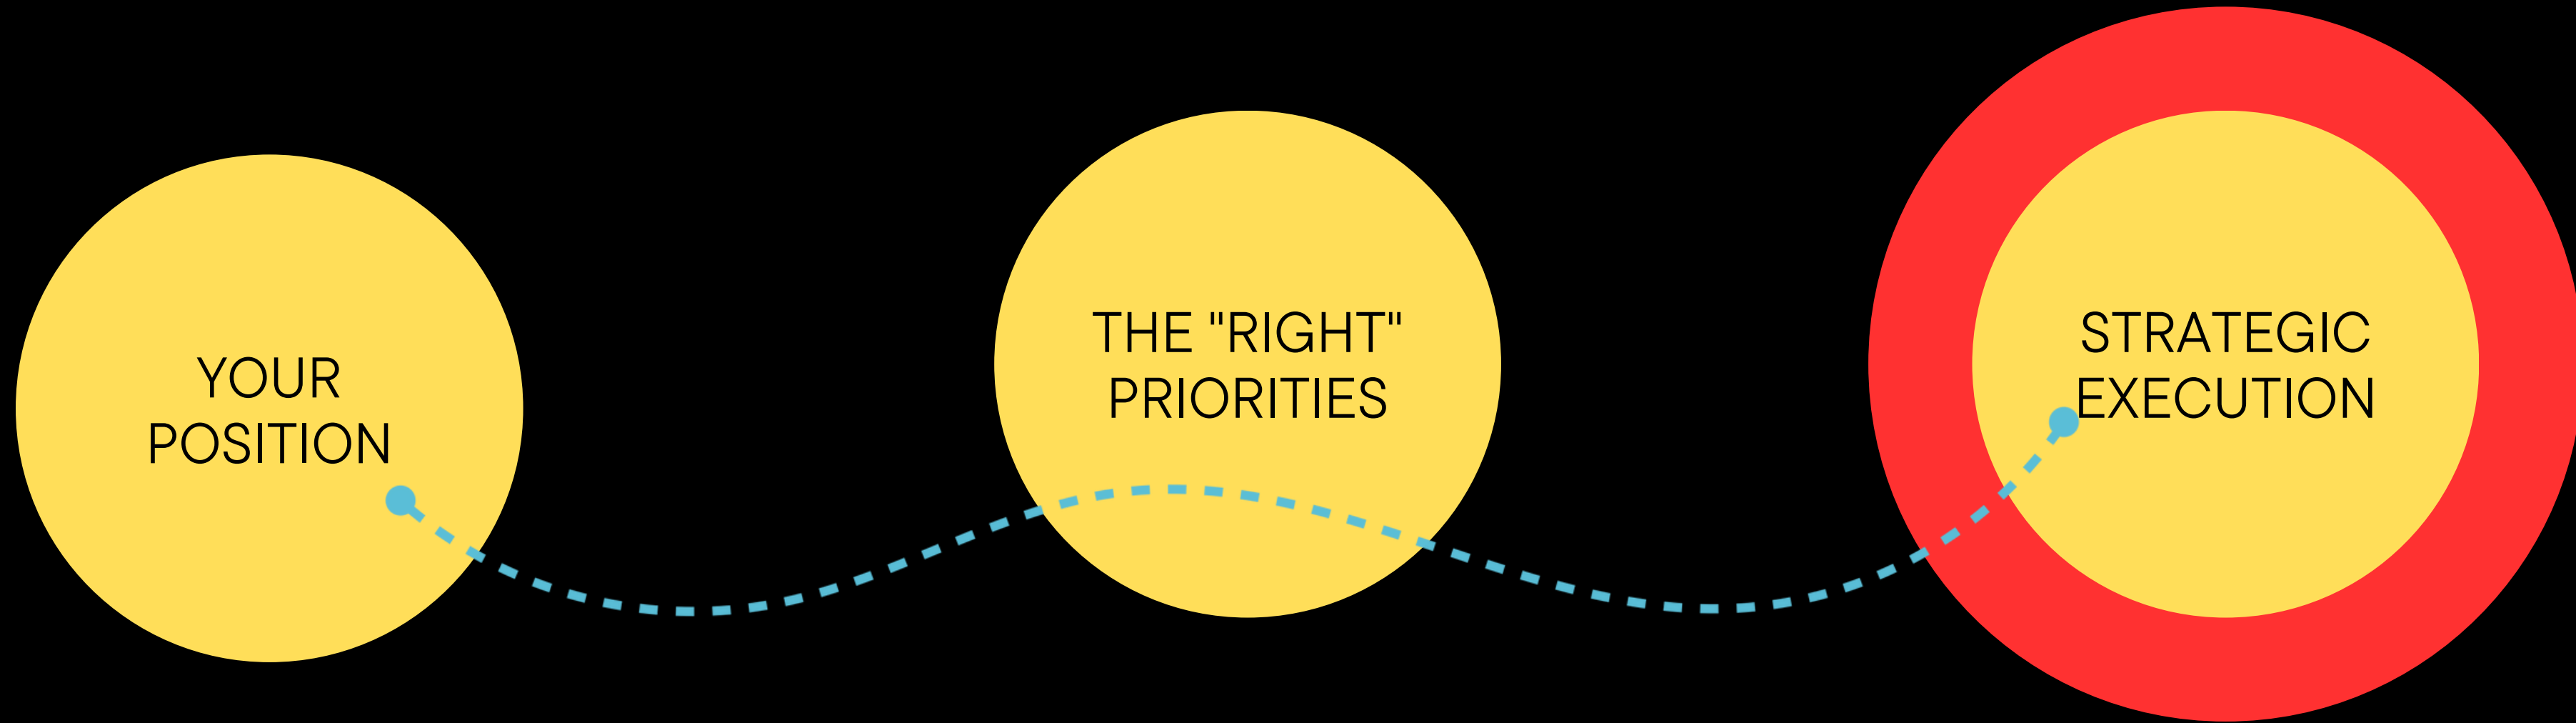 YOUR
POSITION
THE "RIGHT"
PRIORITIES
STRATEGIC
EXECUTION